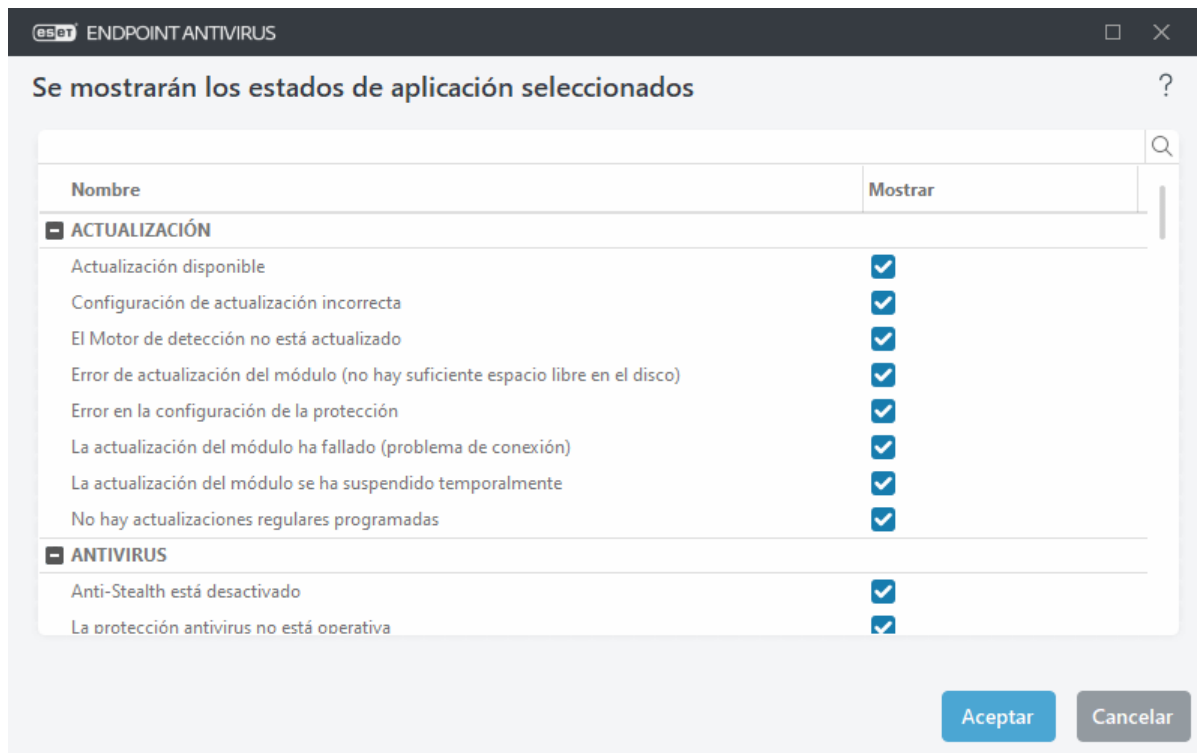 eset ENDPOINT ANTIVIRUS
Se mostrarán los estados de aplicación seleccionados
?
Nombre Mostrar
ACTUALIZACIÓN
Actualización disponible
Configuración de actualización incorrecta
El Motor de detección no está actualizado
Error de actualización del módulo (no hay suficiente espacio libre en el disco)
Error en la configuración de la protección
La actualización del módulo ha fallado (problema de conexión)
La actualización del módulo se ha suspendido temporalmente
No hay actualizaciones regulares programadas
ANTIVIRUS
Anti-Stealth está desactivado
La protección antivirus no está operativa
Aceptar Cancelar